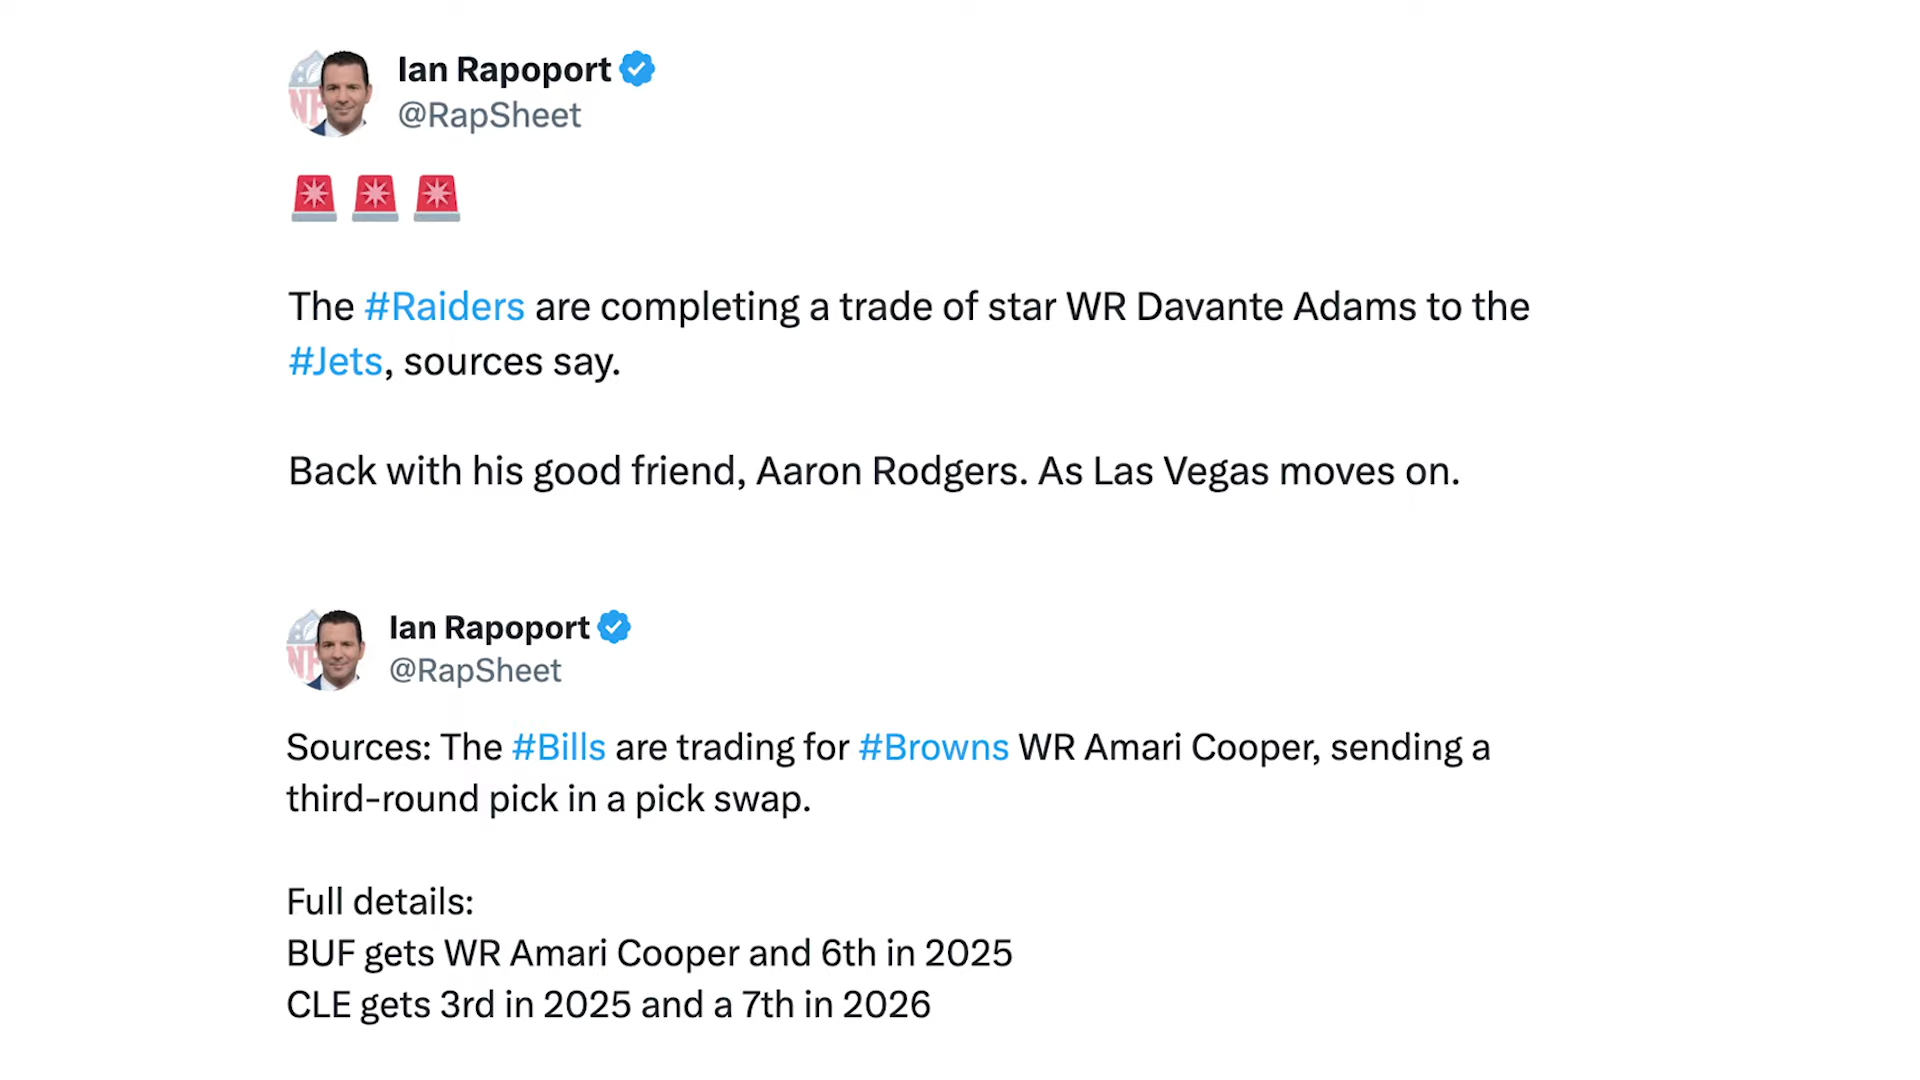 Ian Rapoport
@RapSheet
🚨 🚨 🚨
The #Raiders are completing a trade of star WR Davante Adams to the
#Jets, sources say.
Back with his good friend, Aaron Rodgers. As Las Vegas moves on.
Ian Rapoport
@RapSheet
Sources: The #Bills are trading for #Browns WR Amari Cooper, sending a
third-round pick in a pick swap.
Full details:
BUF gets WR Amari Cooper and 6th in 2025
CLE gets 3rd in 2025 and a 7th in 2026